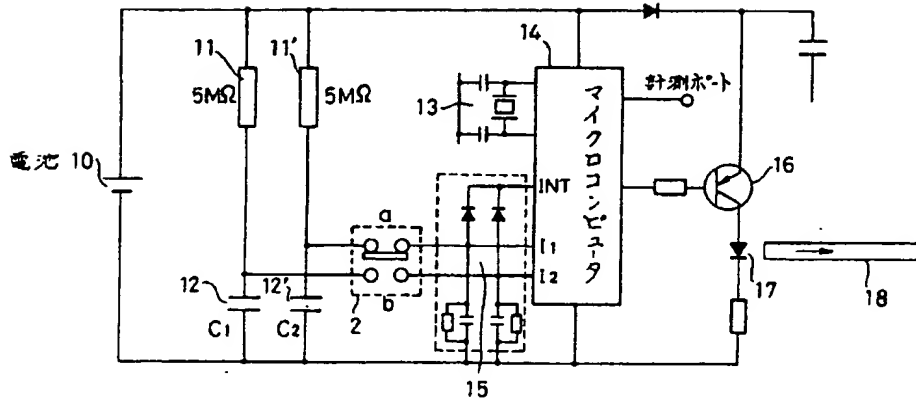 11
11′
14
5MΩ
5MΩ
13
マイクロコンピュータ
計測ポート
電池 10
16
INT
a
I1
I2
12
12′
b
2
C1
C2
17
18
15